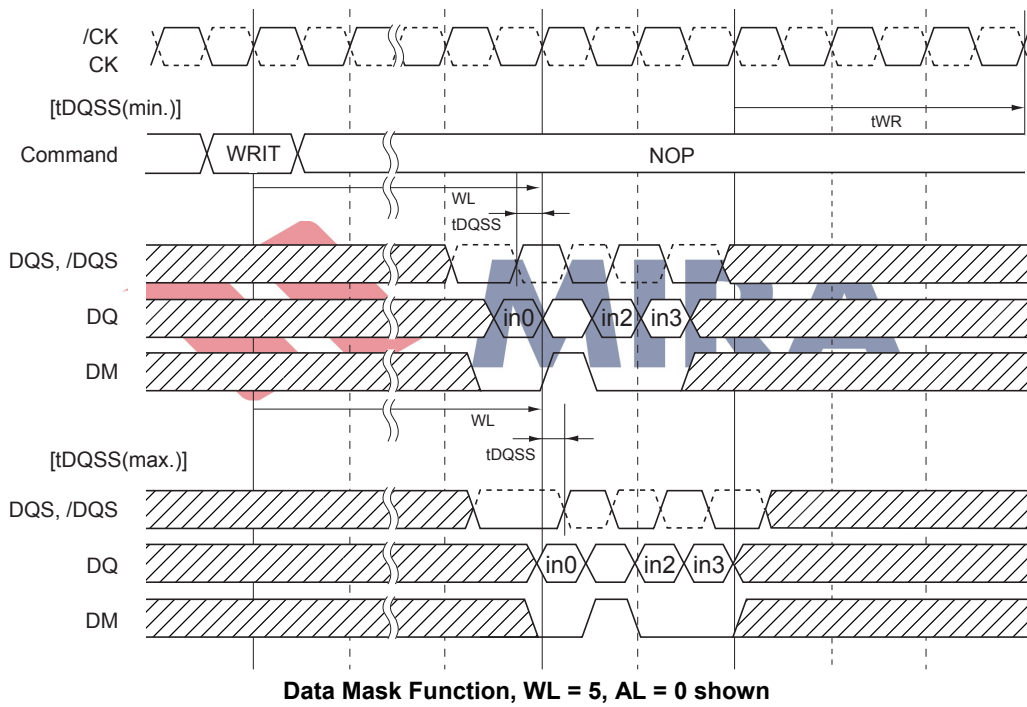 /CK
CK
[tDQSS(min.)]
tWR
Command
WRIT
NOP
WL
tDQSS
DQS, /DQS
DQ
in0
in2
in3
DM
WL
tDQSS
[tDQSS(max.)]
DQS, /DQS
DQ
in0
in2
in3
DM
MIRA
Data Mask Function, WL = 5, AL = 0 shown